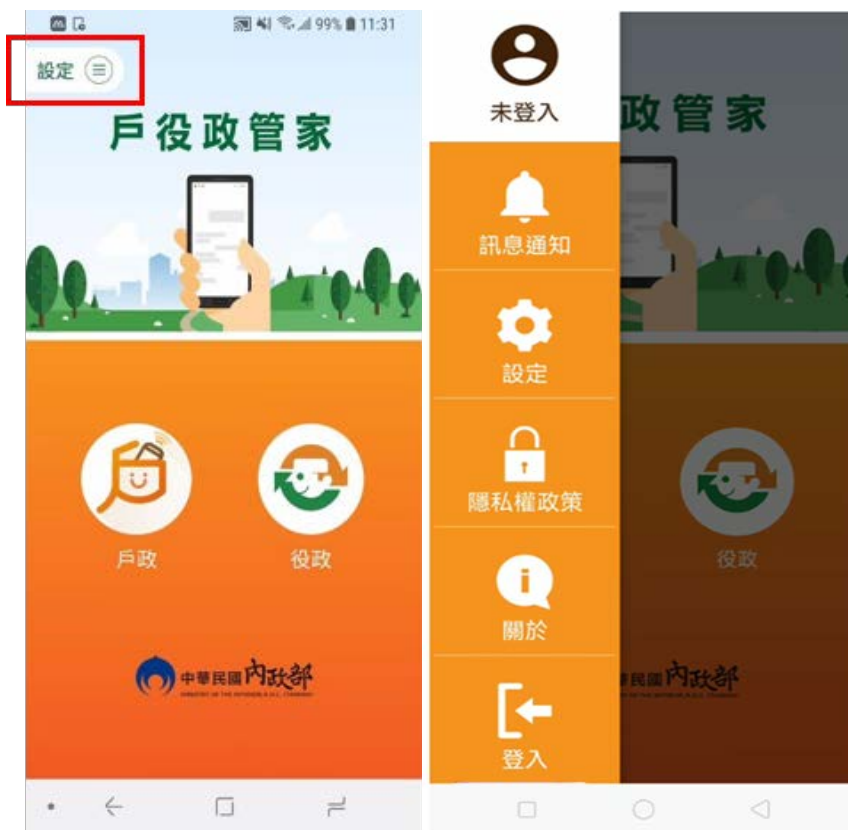 99% 11:31
設定
戶役政管家
戶政
役政
中華民國內政部
未登入
訊息通知
設定
隱私權政策
關於
登入
政管家
役政
民國內政部